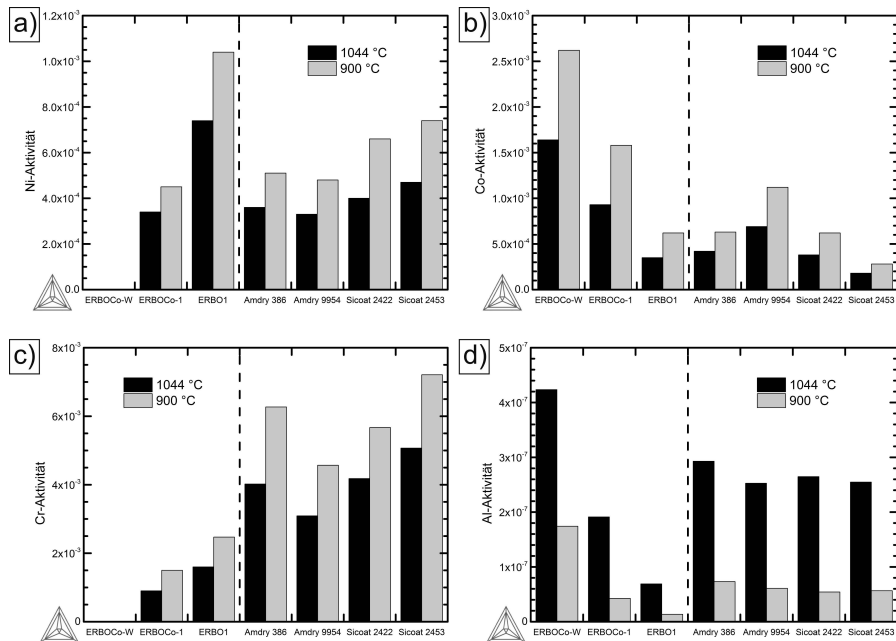 a)
1.2x10⁻³
1.0x10⁻³
8.0x10⁻⁴
6.0x10⁻⁴
4.0x10⁻⁴
2.0x10⁻⁴
0.0
Ni-Aktivität
1044 °C
900 °C
ERBOCo-W ERBOCo-1 ERBO1 Amdry 386 Amdry 9954 Sicoat 2422 Sicoat 2453
b)
3.0x10⁻³
2.5x10⁻³
2.0x10⁻³
1.5x10⁻³
1.0x10⁻³
5.0x10⁻⁴
0.0
Co-Aktivität
1044 °C
900 °C
ERBOCo-W ERBOCo-1 ERBO1 Amdry 386 Amdry 9954 Sicoat 2422 Sicoat 2453
c)
8x10⁻³
6x10⁻³
4x10⁻³
2x10⁻³
0
Cr-Aktivität
1044 °C
900 °C
ERBOCo-W ERBOCo-1 ERBO1 Amdry 386 Amdry 9954 Sicoat 2422 Sicoat 2453
d)
5x10⁻⁷
4x10⁻⁷
3x10⁻⁷
2x10⁻⁷
1x10⁻⁷
0
Al-Aktivität
1044 °C
900 °C
ERBOCo-W ERBOCo-1 ERBO1 Amdry 386 Amdry 9954 Sicoat 2422 Sicoat 2453